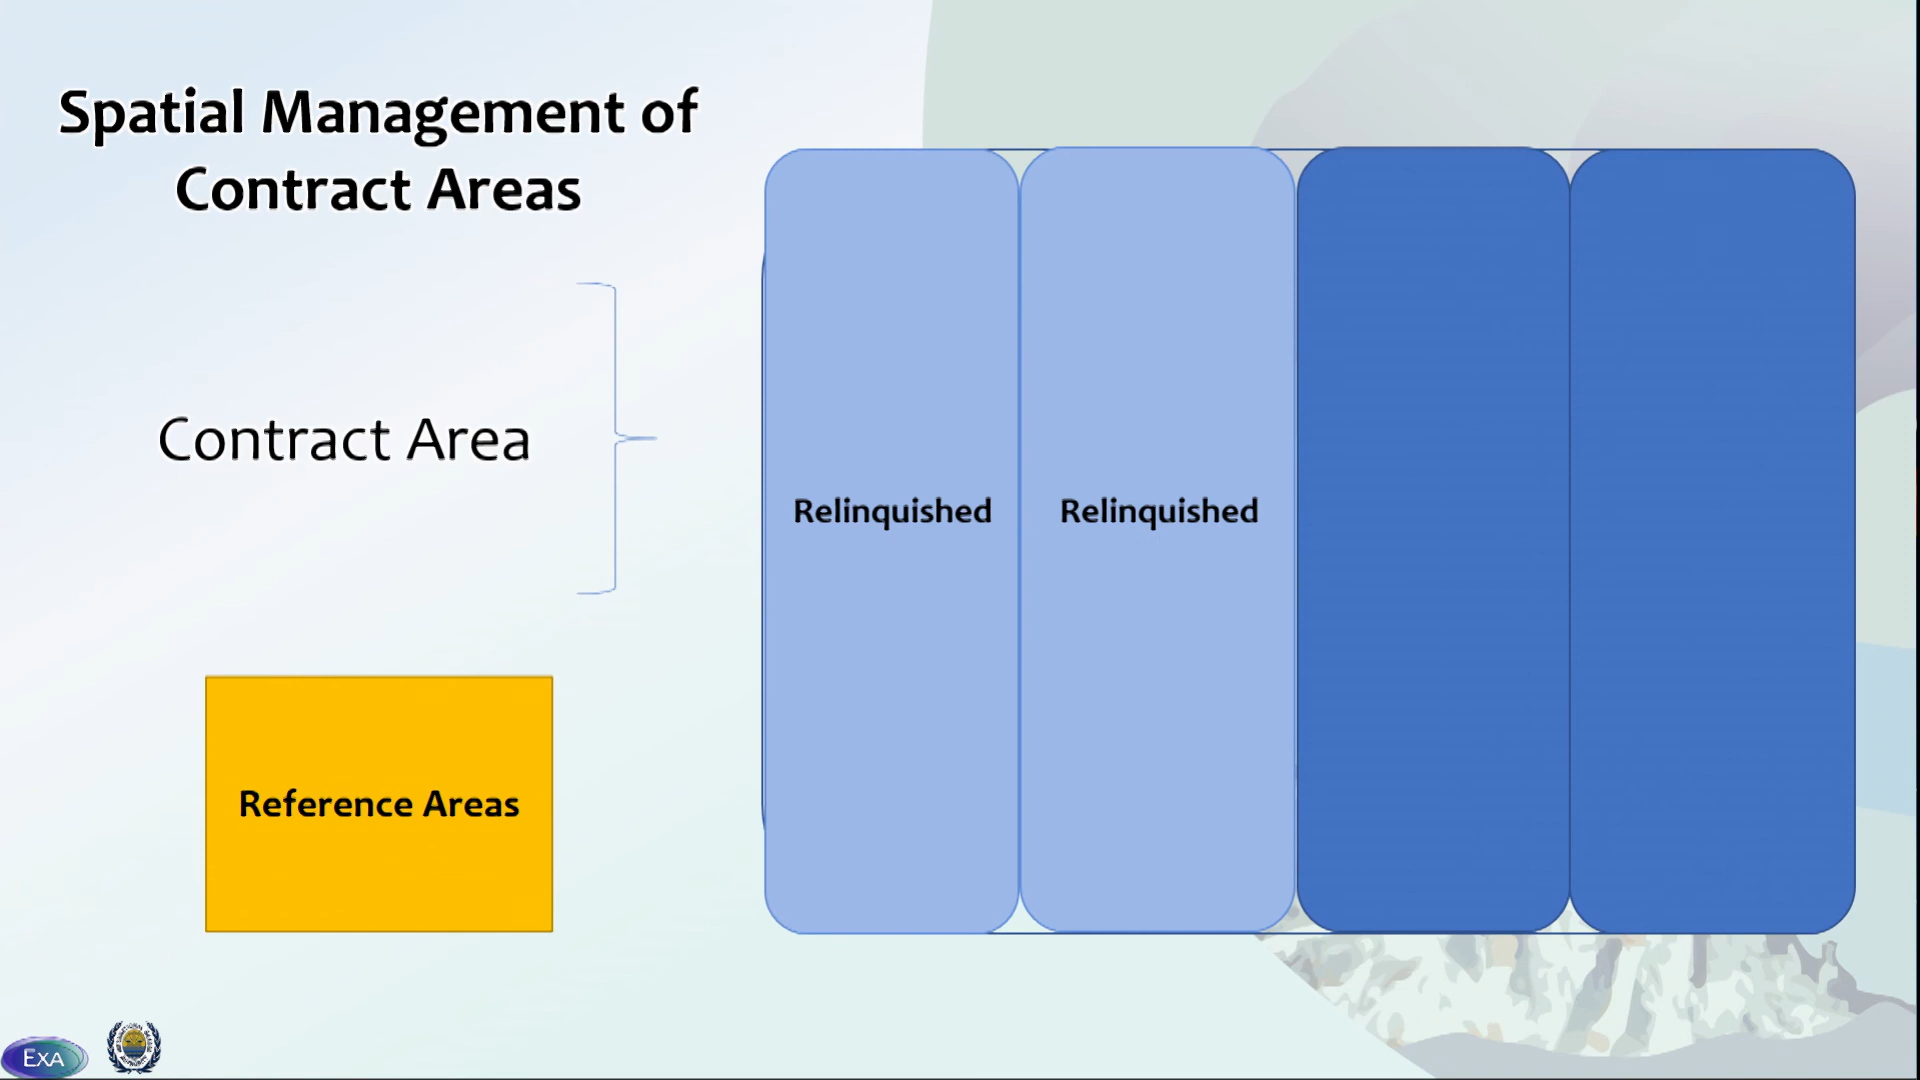 Spatial Management of
Contract Areas
Contract Area
Relinquished
Relinquished
Reference Areas
EXA